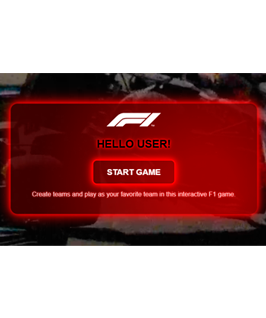 F1
HELLO USER!
START GAME
Create teams and play as your favorite team in this interactive F1 game.